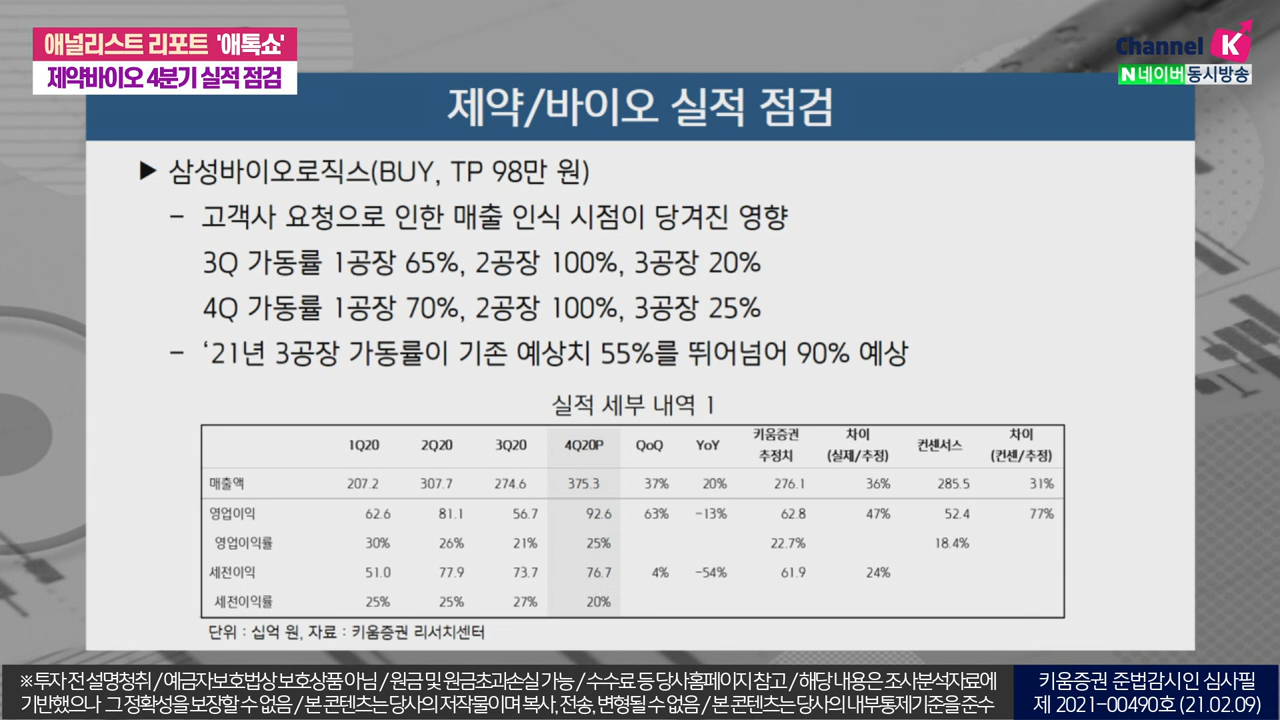 애널리스트 리포트 '애톡쇼'
제약바이오 4분기 실적 점검
Channel K
N 네이버 동시방송
제약/바이오 실적 점검
▶ 삼성바이오로직스(BUY, TP 98만 원)
- 고객사 요청으로 인한 매출 인식 시점이 당겨진 영향
3Q 가동률 1공장 65%, 2공장 100%, 3공장 20%
4Q 가동률 1공장 70%, 2공장 100%, 3공장 25%
- ‘21년 3공장 가동률이 기존 예상치 55%를 뛰어넘어 90% 예상
실적 세부 내역 1
1Q20 2Q20 3Q20 4Q20P QoQ YoY 키움증권 추정치 차이 (실제/추정) 컨센서스 차이 (컨센/추정)
매출액 207.2 307.7 274.6 375.3 37% 20% 276.1 36% 285.5 31%
영업이익 62.6 81.1 56.7 92.6 63% -13% 62.8 47% 52.4 77%
영업이익률 30% 26% 21% 25% 22.7% 18.4%
세전이익 51.0 77.9 73.7 76.7 4% -54% 61.9 24%
세전이익률 25% 25% 27% 20%
단위 : 십억 원, 자료 : 키움증권 리서치센터
※ 투자 전 설명청취 / 예금자보호법상 보호상품 아님 / 원금 및 원금초과손실 가능 / 수수료 등 당사홈페이지 참고 / 해당 내용은 조사분석자료에
기반했으나 그 정확성을 보장할 수 없음 / 본 콘텐츠는 당사의 저작물이며 복사, 전송, 변형될 수 없음 / 본 콘텐츠는 당사의 내부통제기준을 준수
키움증권 준법감시인 심사필
제 2021-00490호 (21.02.09)